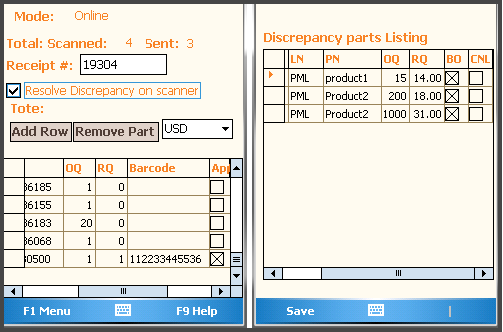 Mode: Online
Total: Scanned: 4 Sent: 3
Receipt #: 19304
Resolve Discrepancy on scanner
Tote:
Add Row Remove Part USD
OQ RQ Barcode App
36185 1 0
36155 1 0
36183 20 0
36068 1 0
30500 1 1 112233445536
F1 Menu F9 Help
Discrepancy parts Listing
LN PN OQ RQ BO CNL
PML product1 15 14.00
PML Product2 200 18.00
PML Product2 1000 31.00
Save